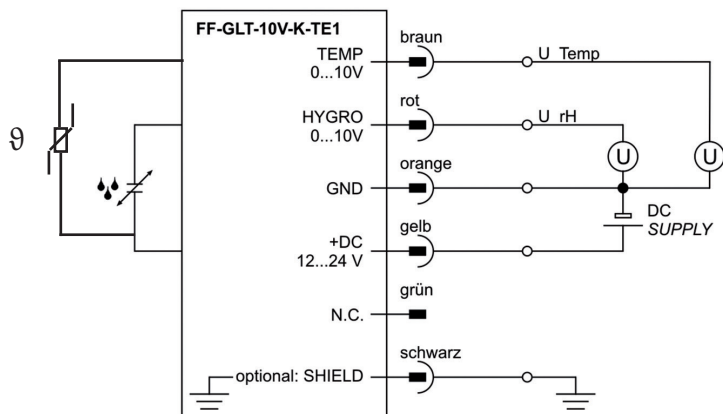 FF-GLT-10V-K-TE1
braun
TEMP
0...10V
U Temp
rot
HYGRO
0...10V
U rH
ϑ
U
U
orange
GND
DC
SUPPLY
gelb
+DC
12...24 V
grün
N.C.
schwarz
optional: SHIELD